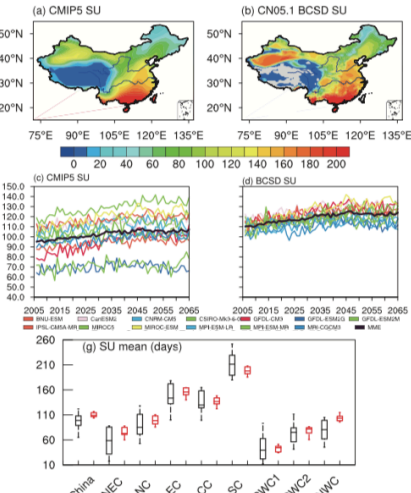 (a) CMIP5 SU (b) CN05.1 BCSD SU
50°N 50°N
40°N 40°N
30°N 30°N
20°N 20°N
75°E 90°E 105°E 120°E 135°E 75°E 90°E 105°E 120°E 135°E
0 20 40 60 80 100 120 140 160 180 200
(c) CMIP5 SU (d) BCSD SU
150.0
140.0
130.0
120.0
110.0
100.0
90.0
80.0
70.0
60.0
50.0
40.0
2005 2015 2025 2035 2045 2055 2065 2005 2015 2025 2035 2045 2055 2065
BNU-ESM CanESM2 CNRM-CM5 CSIRO-Mk3-6-0 GFDL-CM3 GFDL-ESM2G GFDL-ESM2M
IPSL-CM5A-MR MIROC5 MIROC-ESM MPI-ESM-LR MPI-ESM-MR MRI-CGCM3 MME
(g) SU mean (days)
260
210
160
110
60
10
China NEC NC EC CC SC NWC1 NWC2 NWC